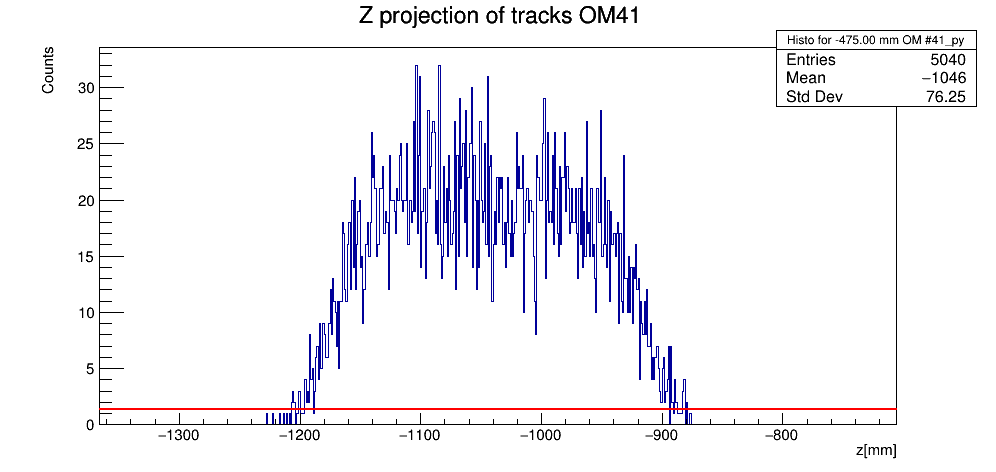 Z projection of tracks OM41
Histo for -475.00 mm OM #41_py
Entries 5040
Mean −1046
Std Dev 76.25
Counts
30
25
20
15
10
5
0
−1300 −1200 −1100 −1000 −900 −800
z[mm]